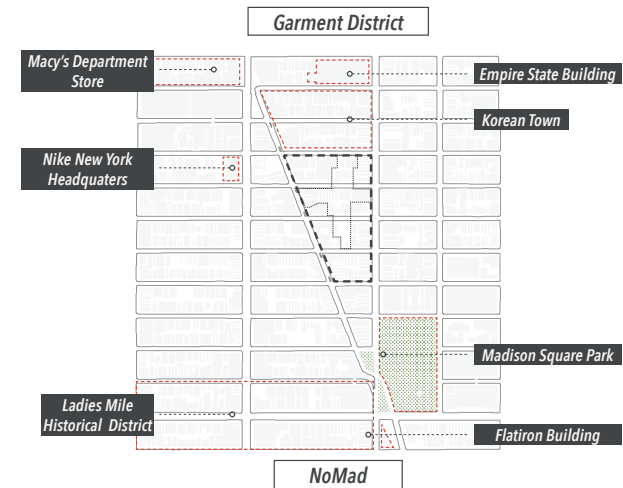 Garment District
Macy's Department
Store
Empire State Building
Korean Town
Nike New York
Headquaters
Madison Square Park
Ladies Mile
Historical District
Flatiron Building
NoMad